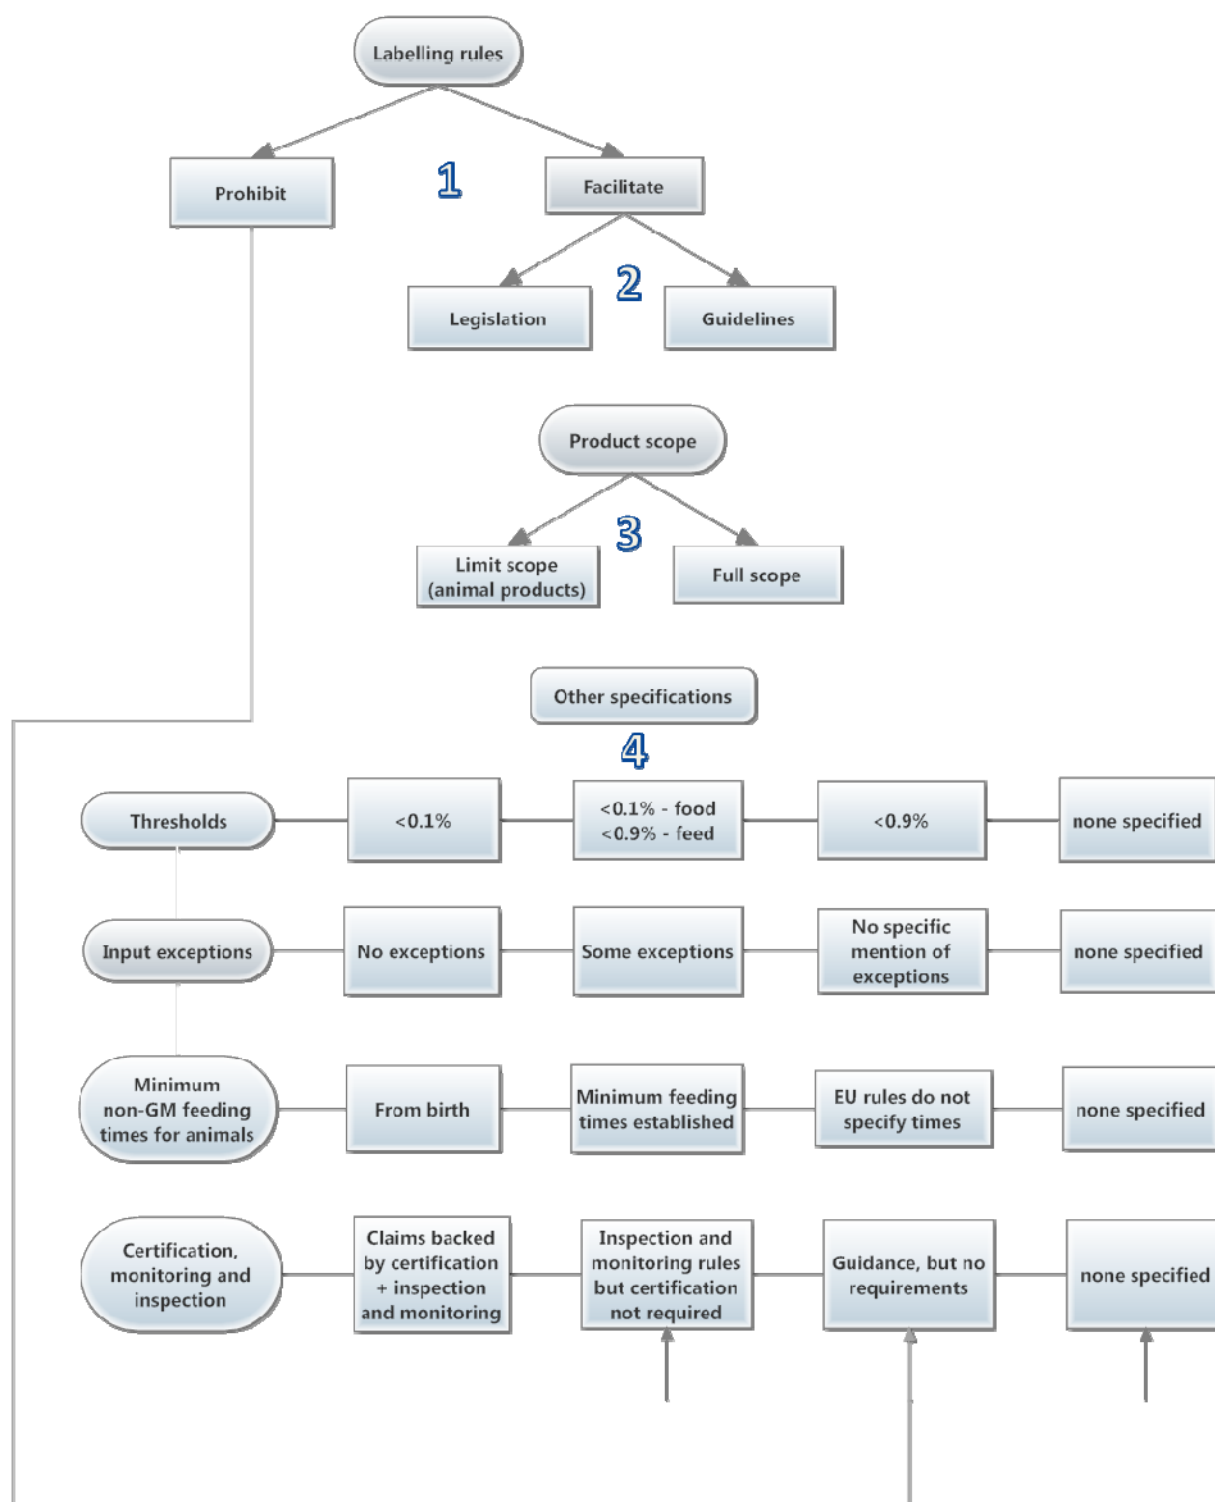 Labelling rules
Prohibit
1
Facilitate
2
Legislation
Guidelines
Product scope
3
Limit scope
(animal products)
Full scope
Other specifications
4
Thresholds
<0.1%
<0.1% - food
<0.9% - feed
<0.9%
none specified
Input exceptions
No exceptions
Some exceptions
No specific
mention of
exceptions
none specified
Minimum
non-GM feeding
times for animals
From birth
Minimum feeding
times established
EU rules do not
specify times
none specified
Certification,
monitoring and
inspection
Claims backed
by certification
+ inspection
and monitoring
Inspection and
monitoring rules
but certification
not required
Guidance, but no
requirements
none specified